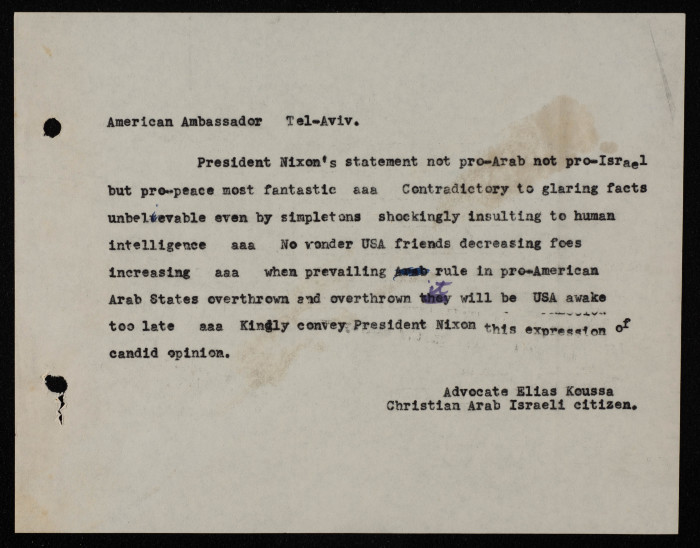 American Ambassador Tel-Aviv.
President Nixon's statement not pro-Arab not pro-Israel
but pro-peace most fantastic aaa Contradictory to glaring facts
unbelievable even by simpletons shockingly insulting to human
intelligence aaa No wonder USA friends decreasing foes
increasing aaa when prevailing Arab rule in pro-American
Arab States overthrown and overthrown they it will be USA awake
too late aaa Kindly convey President Nixon this expression of
candid opinion.
Advocate Elias Koussa
Christian Arab Israeli citizen.